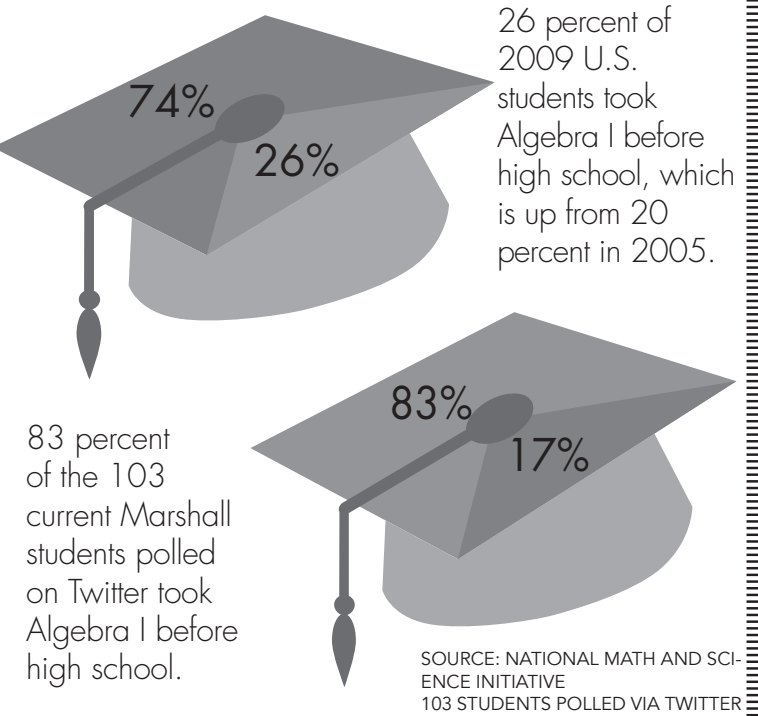 26 percent of
2009 U.S.
students took
Algebra I before
high school, which
is up from 20
percent in 2005.
74%
26%
83%
17%
83 percent
of the 103
current Marshall
students polled
on Twitter took
Algebra I before
high school.
SOURCE: NATIONAL MATH AND SCI-
ENCE INITIATIVE
103 STUDENTS POLLED VIA TWITTER